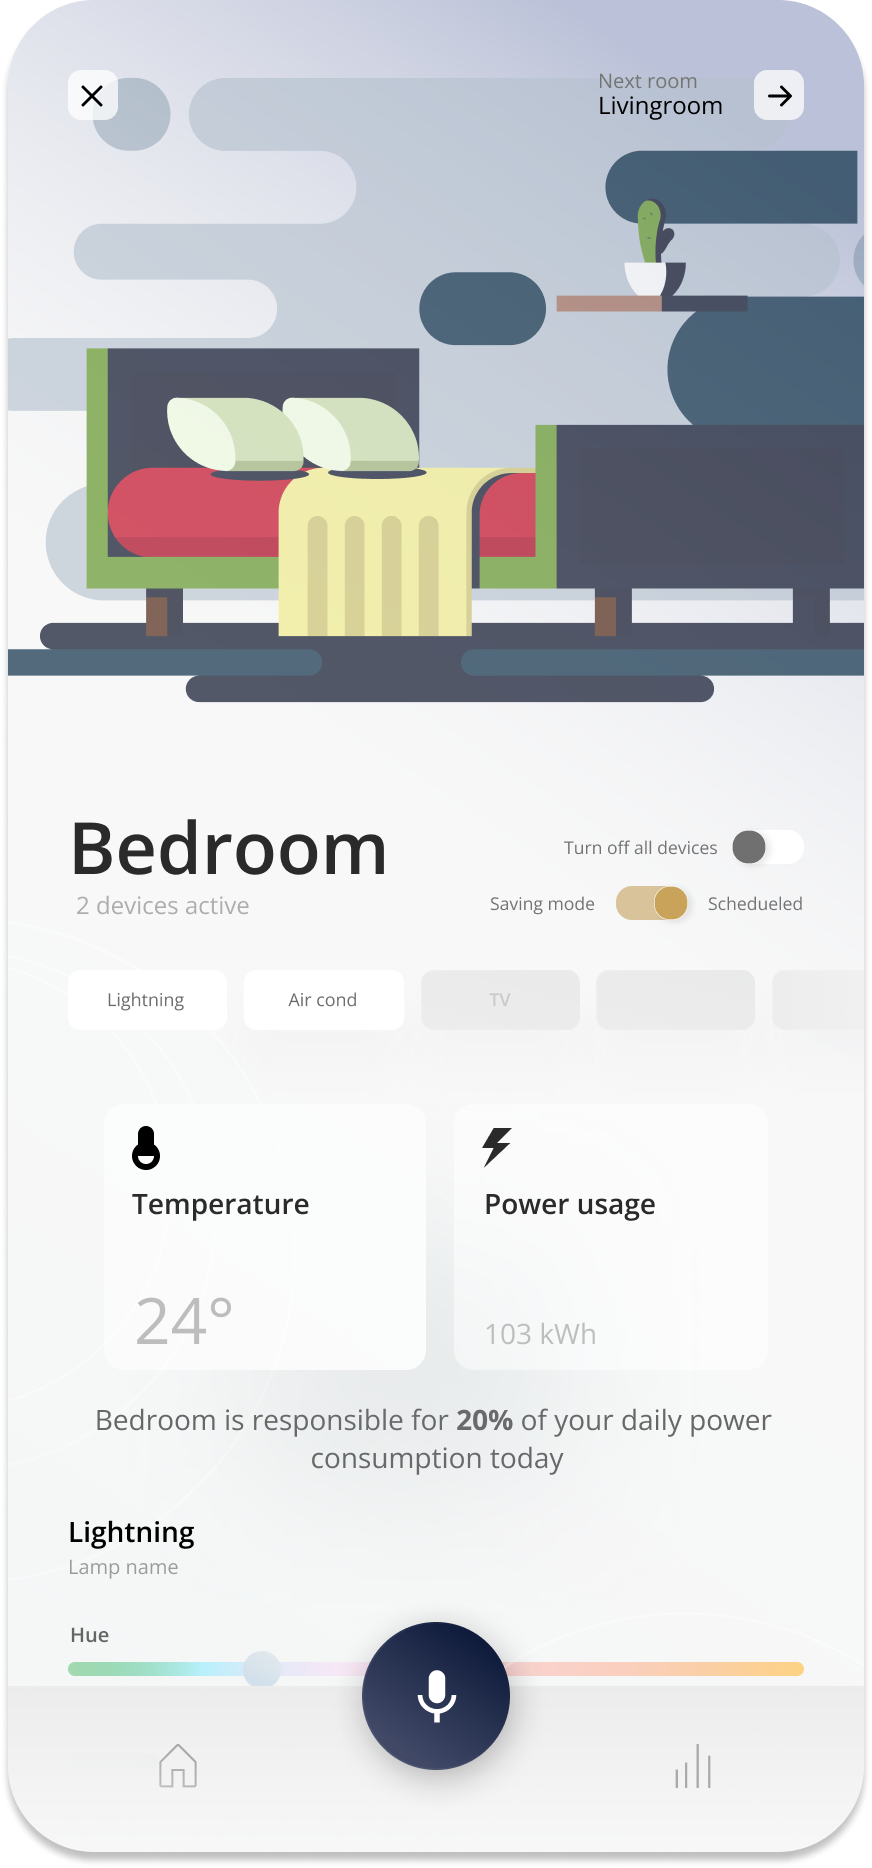 Next room
Livingroom
Bedroom
2 devices active
Turn off all devices
Saving mode
Schedueled
Lightning
Air cond
TV
Temperature
Power usage
24°
103 kWh
Bedroom is responsible for 20% of your daily power
consumption today
Lightning
Lamp name
Hue